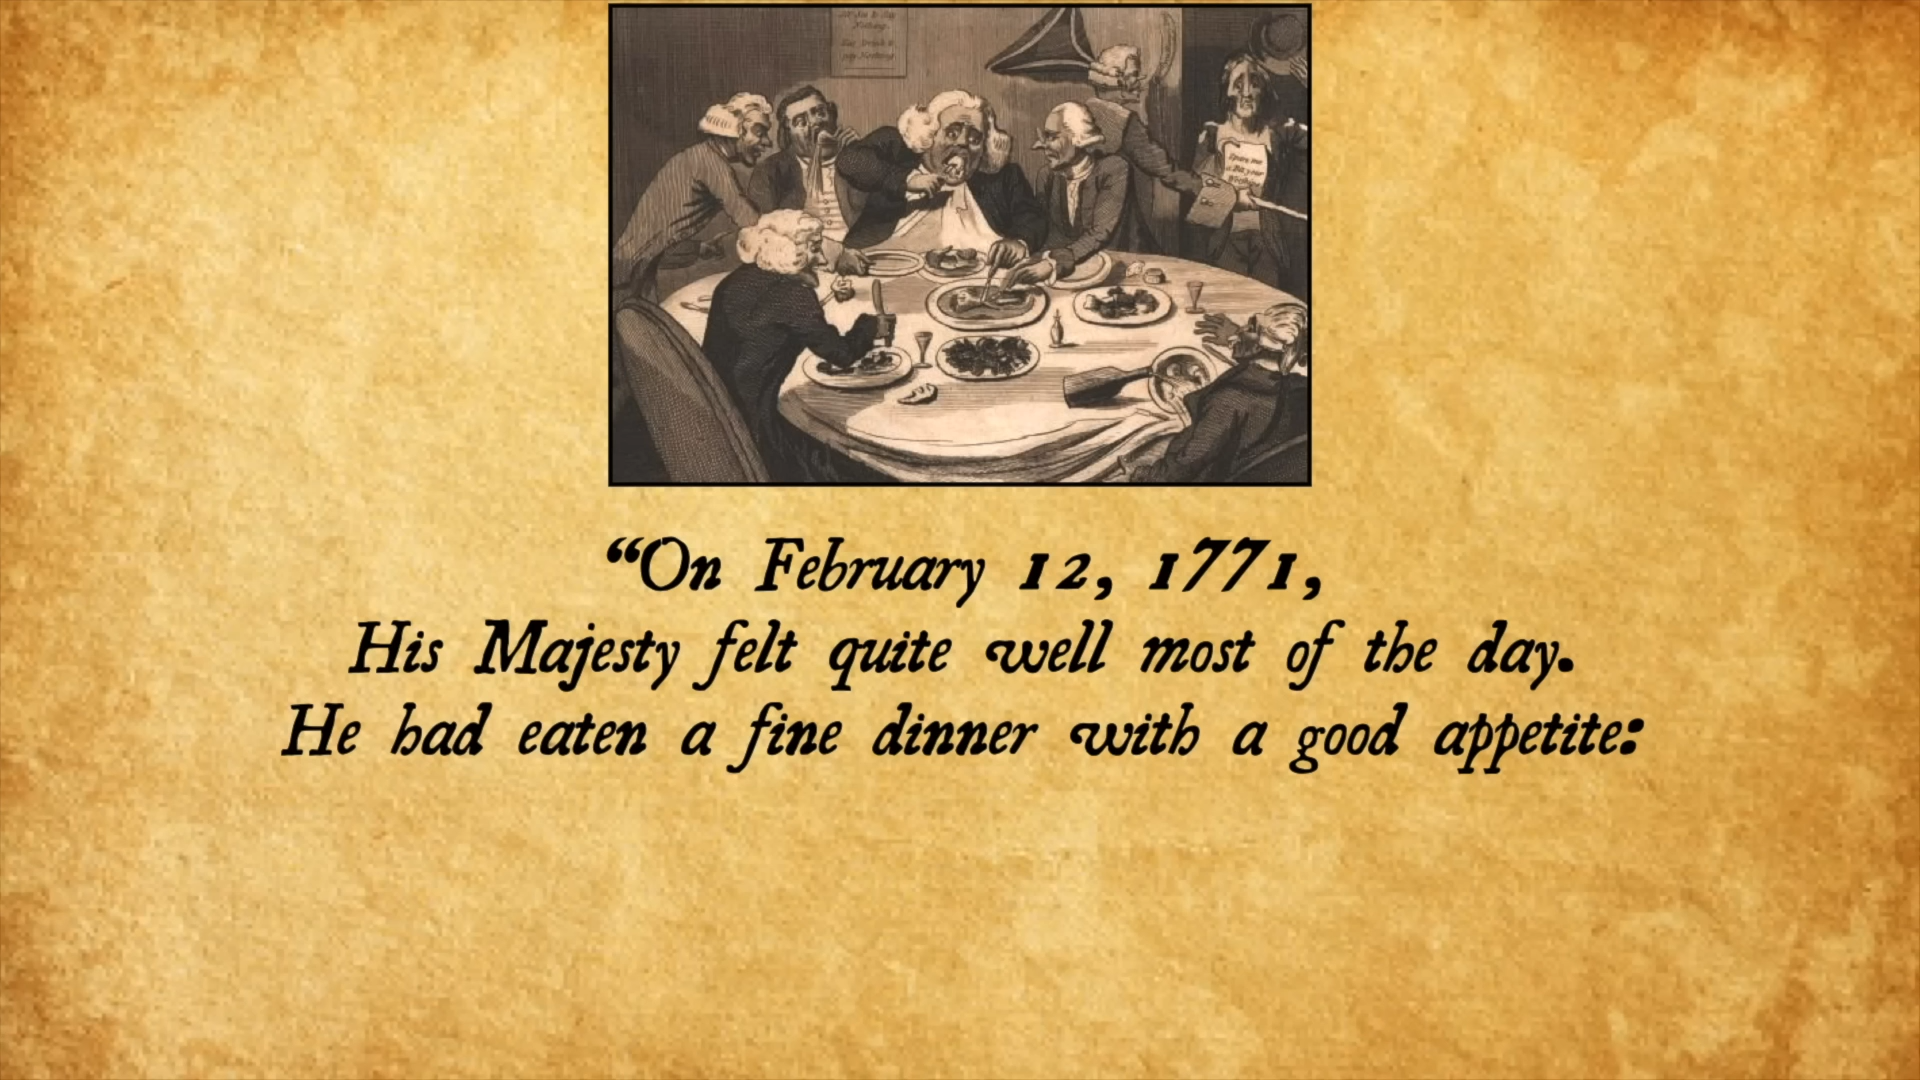 “On February 12, 1771,
His Majesty felt quite well most of the day.
He had eaten a fine dinner with a good appetite: